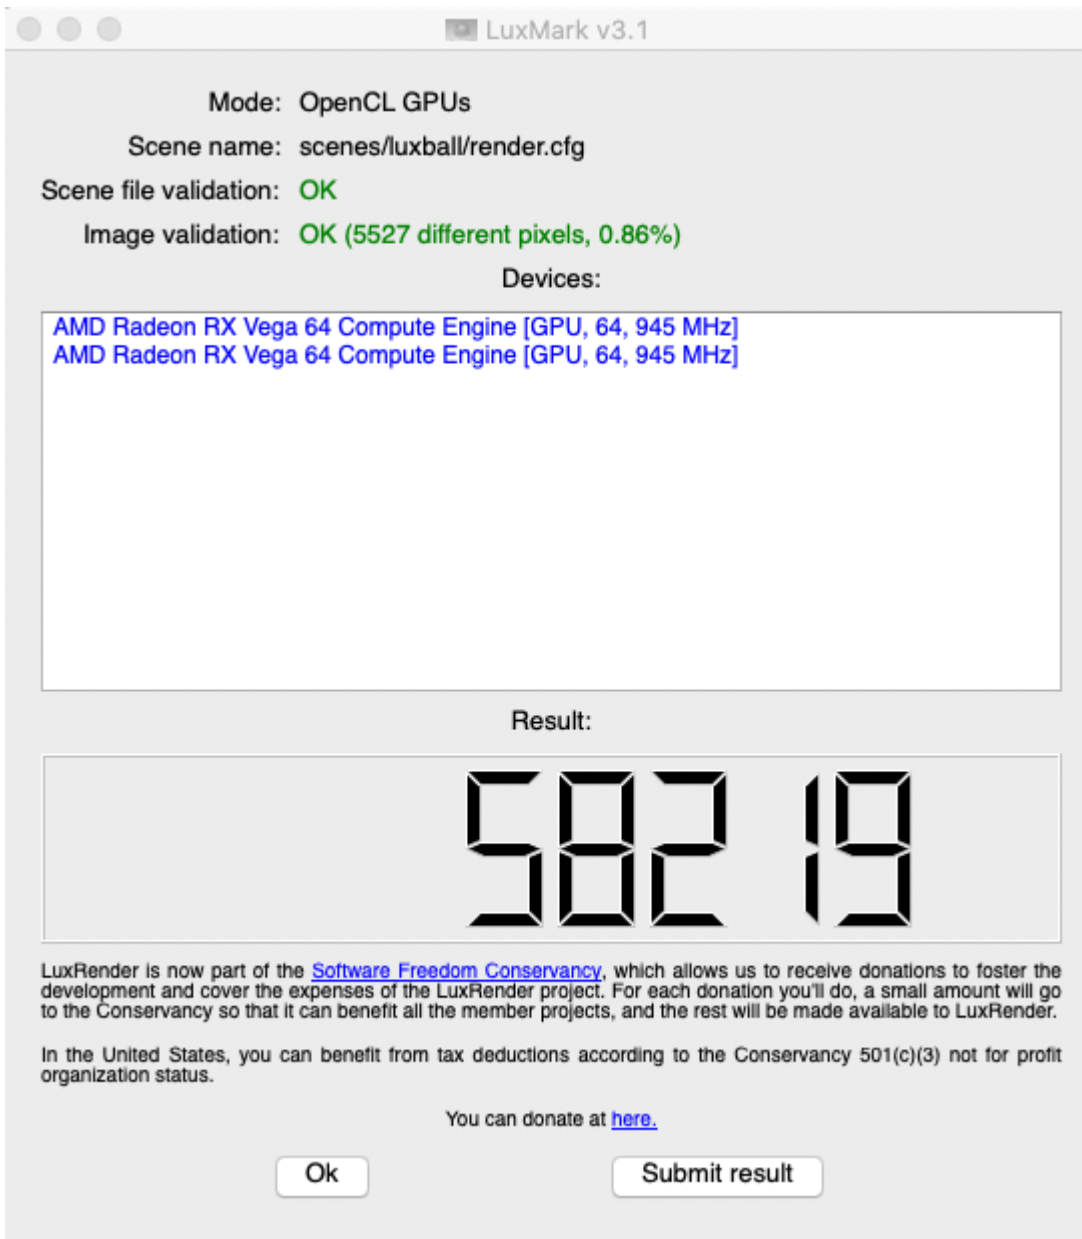 LuxMark v3.1
Mode: OpenCL GPUs
Scene name: scenes/luxball/render.cfg
Scene file validation: OK
Image validation: OK (5527 different pixels, 0.86%)
Devices:
AMD Radeon RX Vega 64 Compute Engine [GPU, 64, 945 MHz]
AMD Radeon RX Vega 64 Compute Engine [GPU, 64, 945 MHz]
Result:
58219
LuxRender is now part of the Software Freedom Conservancy, which allows us to receive donations to foster the
development and cover the expenses of the LuxRender project. For each donation you'll do, a small amount will go
to the Conservancy so that it can benefit all the member projects, and the rest will be made available to LuxRender.
In the United States, you can benefit from tax deductions according to the Conservancy 501(c)(3) not for profit
organization status.
You can donate at here.
Ok Submit result